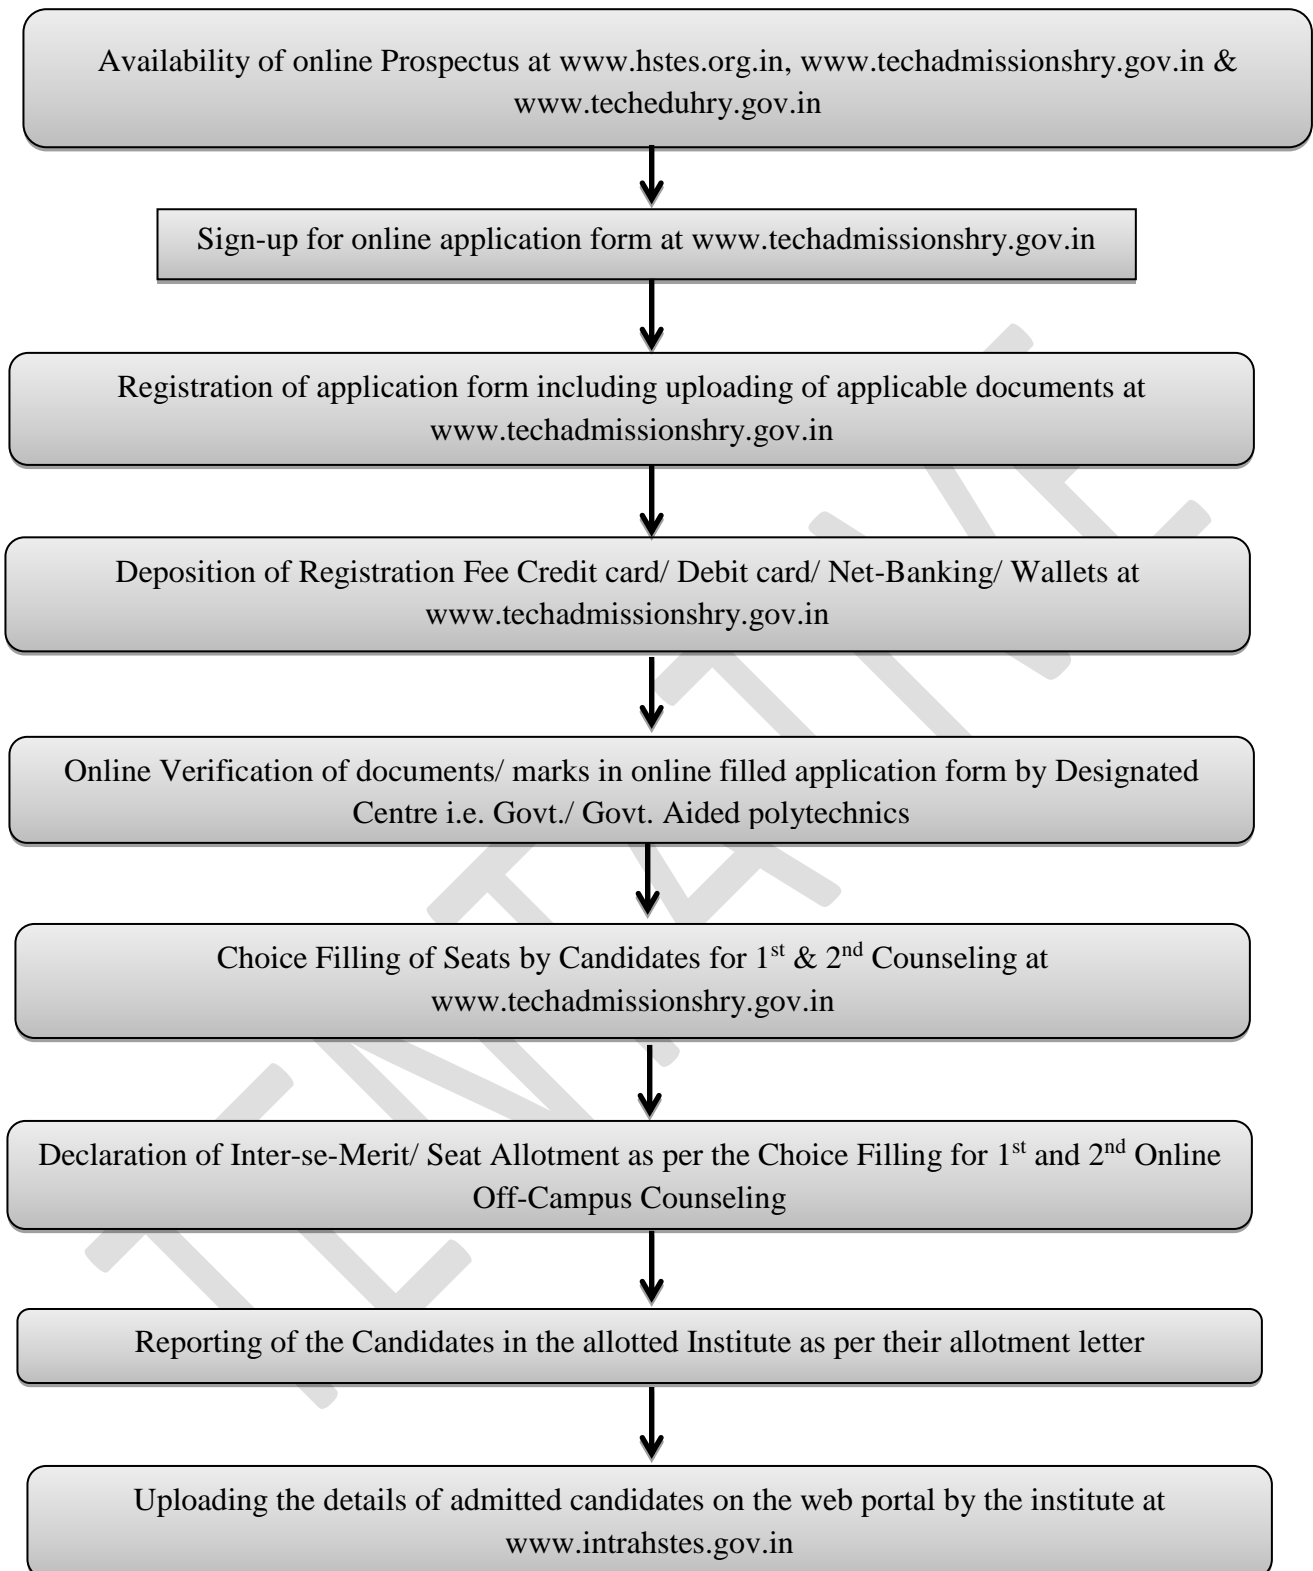 Availability of online Prospectus at www.hstes.org.in, www.techadmissionshry.gov.in &
www.techeduhry.gov.in
Sign-up for online application form at www.techadmissionshry.gov.in
Registration of application form including uploading of applicable documents at
www.techadmissionshry.gov.in
Deposition of Registration Fee Credit card/ Debit card/ Net-Banking/ Wallets at
www.techadmissionshry.gov.in
Online Verification of documents/ marks in online filled application form by Designated
Centre i.e. Govt./ Govt. Aided polytechnics
Choice Filling of Seats by Candidates for 1st & 2nd Counseling at
www.techadmissionshry.gov.in
Declaration of Inter-se-Merit/ Seat Allotment as per the Choice Filling for 1st and 2nd Online
Off-Campus Counseling
Reporting of the Candidates in the allotted Institute as per their allotment letter
Uploading the details of admitted candidates on the web portal by the institute at
www.intrahstes.gov.in
TENTATIVE